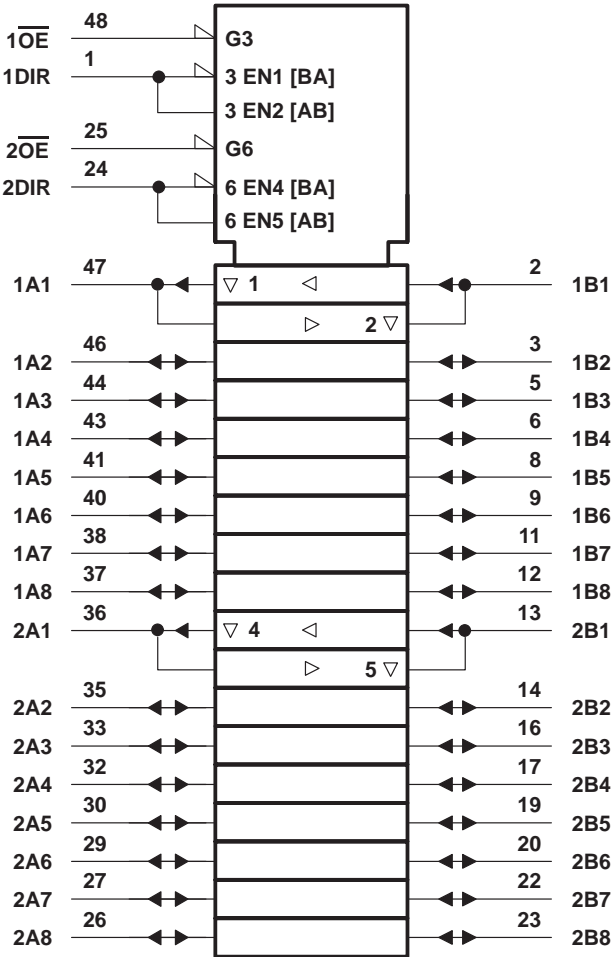 48
1OE G3
1
1DIR 3 EN1 [BA]
3 EN2 [AB]
25
2OE G6
24
2DIR 6 EN4 [BA]
6 EN5 [AB]
47 2
1A1 1 1B1
2
46 3
1A2 1B2
44 5
1A3 1B3
43 6
1A4 1B4
41 8
1A5 1B5
40 9
1A6 1B6
38 11
1A7 1B7
37 12
1A8 1B8
36 13
2A1 4 2B1
5
35 14
2A2 2B2
33 16
2A3 2B3
32 17
2A4 2B4
30 19
2A5 2B5
29 20
2A6 2B6
27 22
2A7 2B7
26 23
2A8 2B8